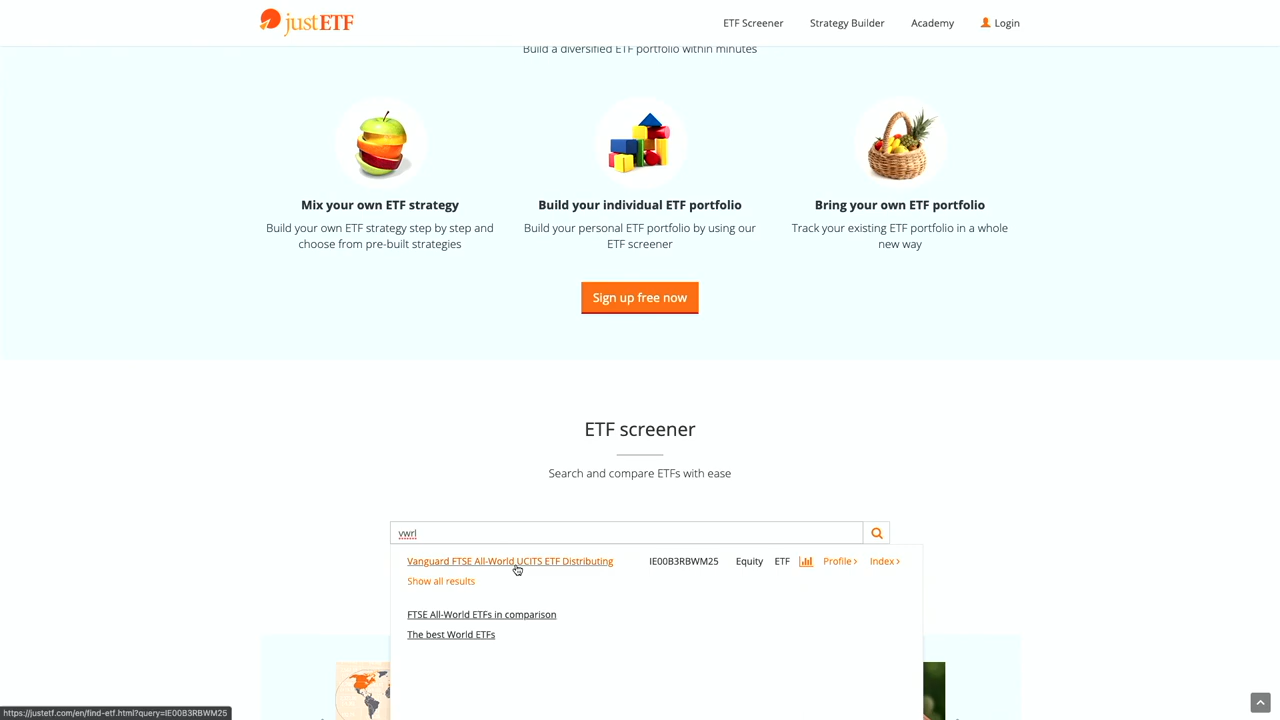 justETF
ETF Screener
Strategy Builder
Academy
Login
Build a diversified ETF portfolio within minutes
Mix your own ETF strategy
Build your own ETF strategy step by step and
choose from pre-built strategies
Build your individual ETF portfolio
Build your personal ETF portfolio by using our
ETF screener
Bring your own ETF portfolio
Track your existing ETF portfolio in a whole
new way
Sign up free now
ETF screener
Search and compare ETFs with ease
vwrl
Vanguard FTSE All-World UCITS ETF Distributing IE00B3RBWM25 Equity ETF Profile › Index ›
Show all results
FTSE All-World ETFs in comparison
The best World ETFs
https://justetf.com/en/find-etf.html?query=IE00B3RBWM25